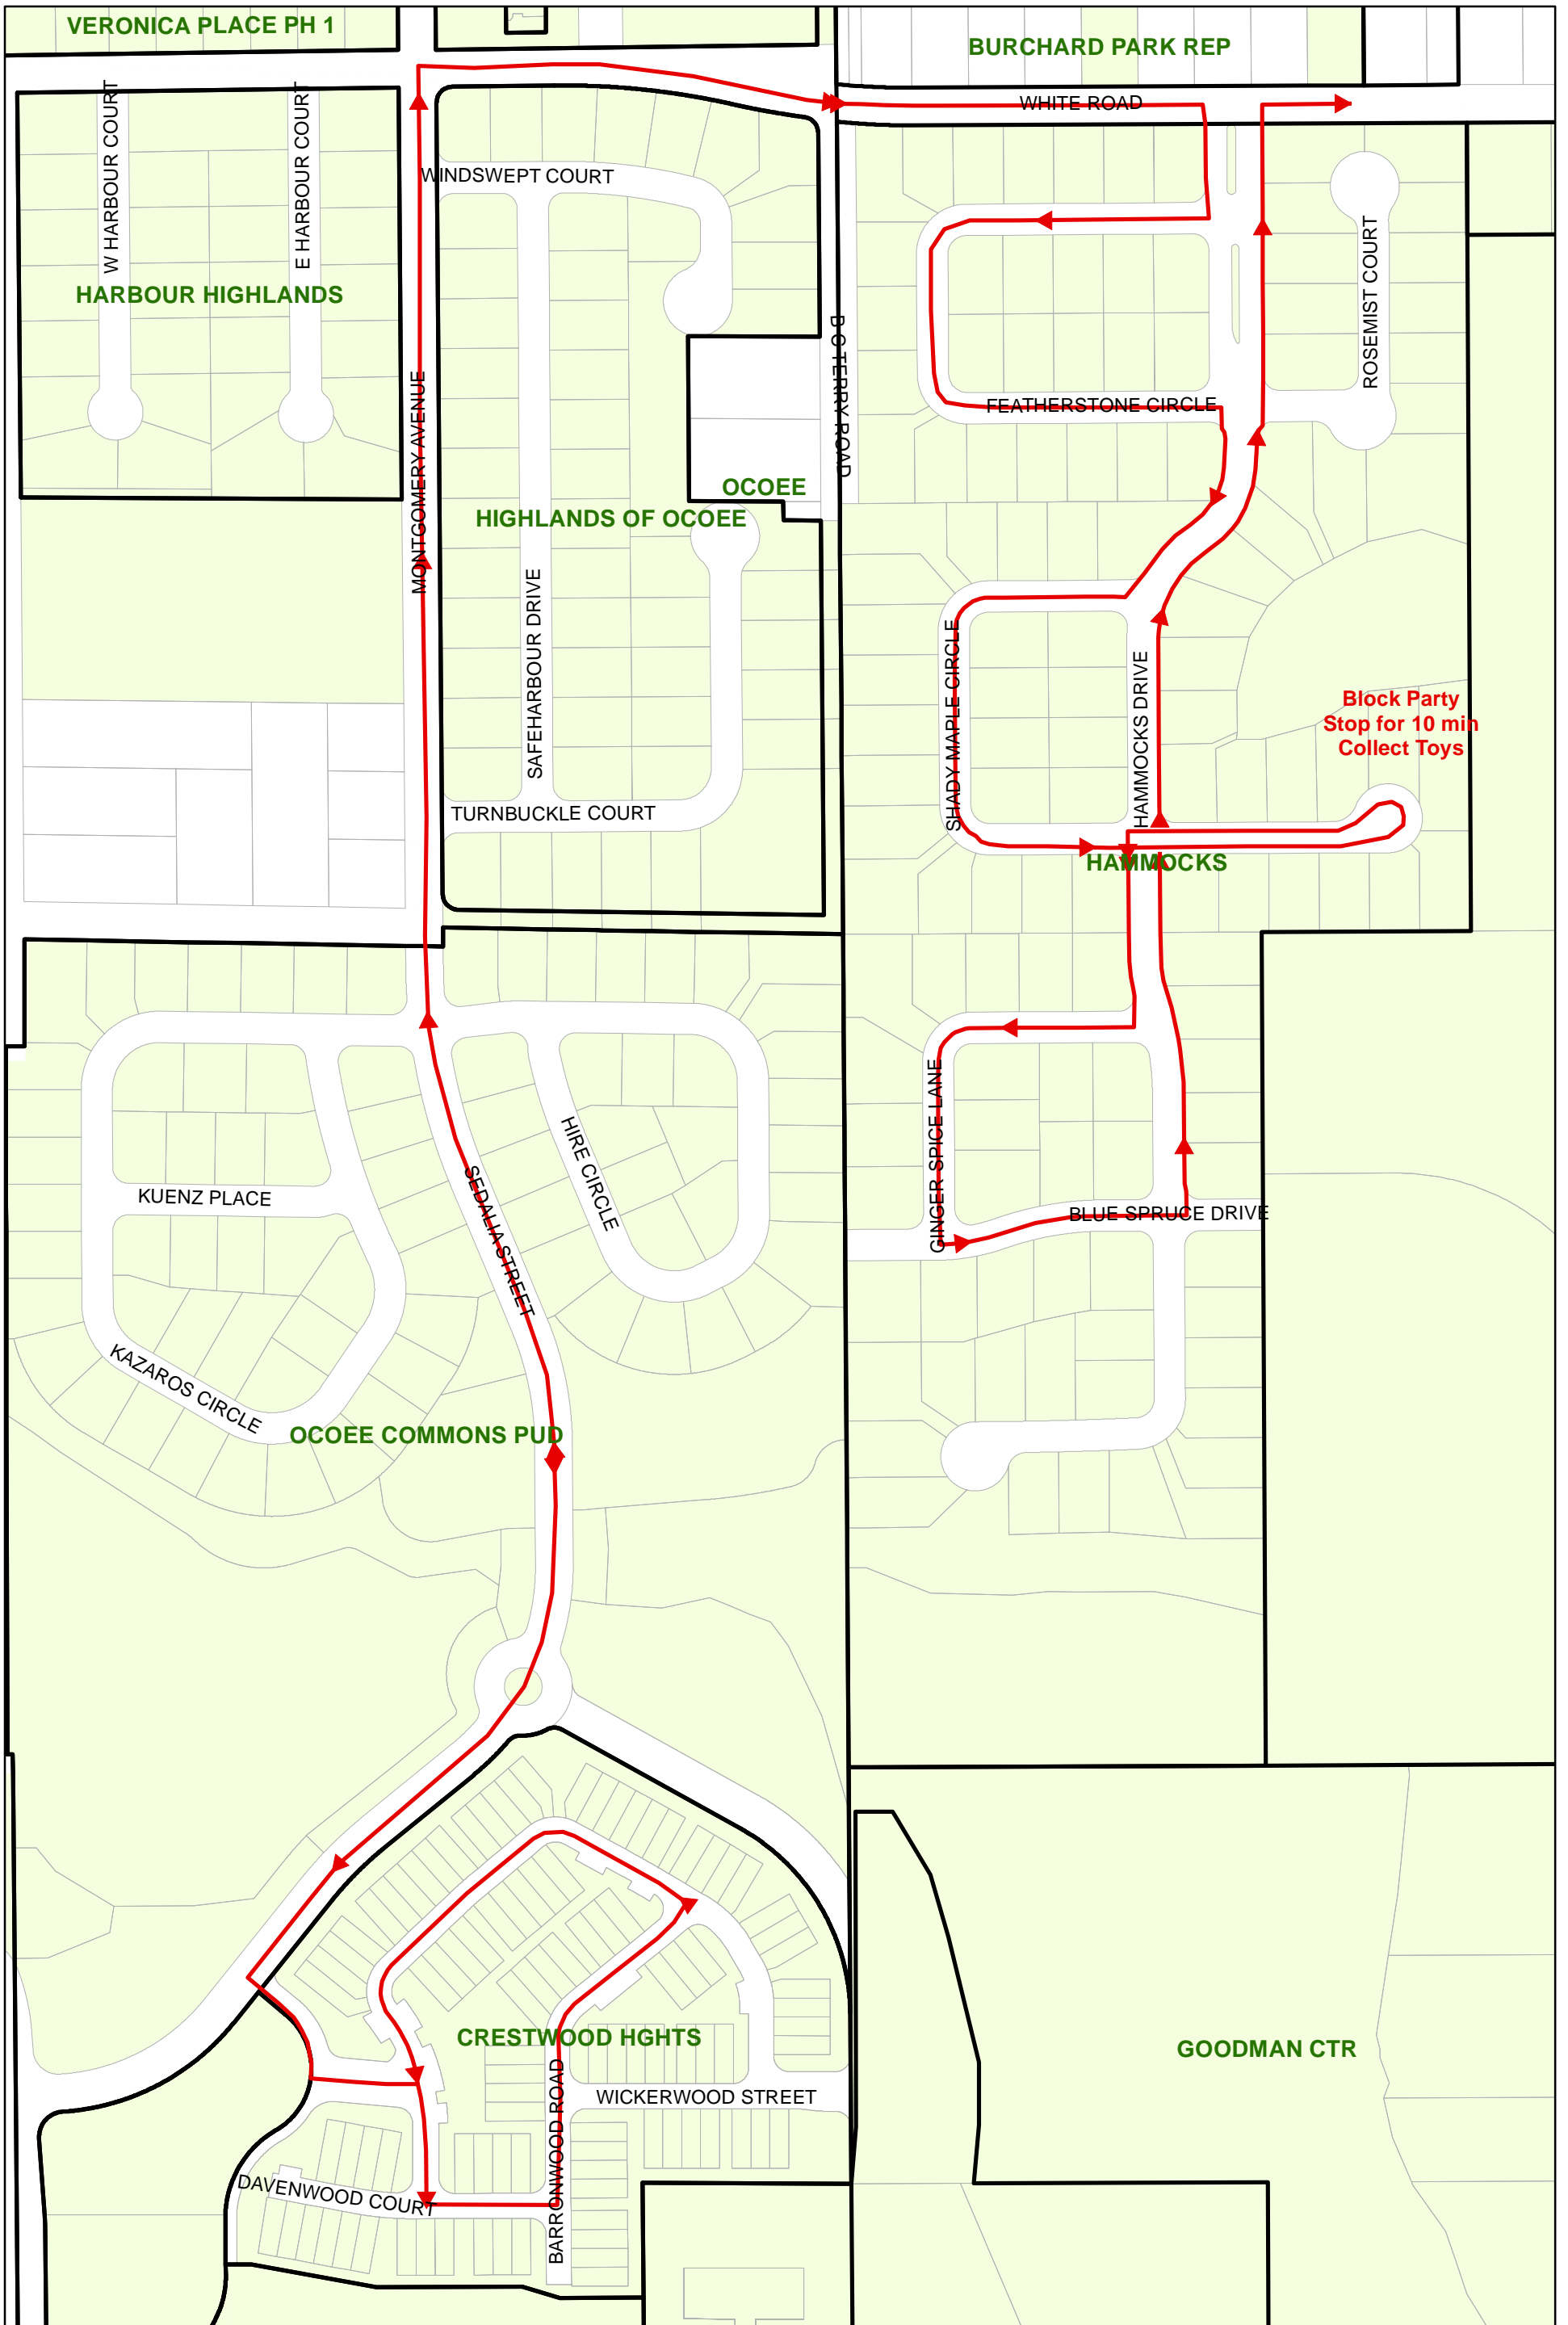 VERONICA PLACE PH 1
BURCHARD PARK REP
WHITE ROAD
W HARBOUR COURT
E HARBOUR COURT
WINDSWEPT COURT
HARBOUR HIGHLANDS
ROSEMIST COURT
B C TERRY ROAD
MONTGOMERY AVENUE
FEATHERSTONE CIRCLE
OCOEE
HIGHLANDS OF OCOEE
SAFEHARBOUR DRIVE
SHADY MAPLE CIRCLE
HAMMOCKS DRIVE
Block Party
Stop for 10 min
Collect Toys
TURNBUCKLE COURT
HAMMOCKS
GINGER SPICE LANE
HIRE CIRCLE
SEDALIA STREET
KUENZ PLACE
BLUE SPRUCE DRIVE
KAZAROS CIRCLE
OCOEE COMMONS PUD
CRESTWOOD HGHTS
GOODMAN CTR
BARRONWOOD ROAD
WICKERWOOD STREET
DAVENWOOD COURT